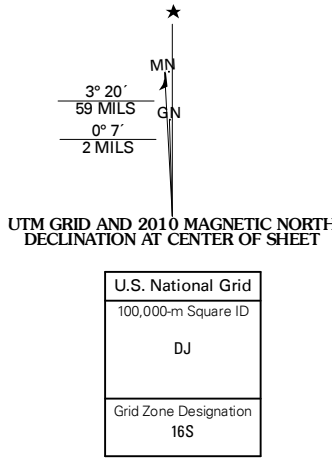 MN
3° 20´
59 MILS
GN
0° 7´
2 MILS
UTM GRID AND 2010 MAGNETIC NORTH
DECLINATION AT CENTER OF SHEET
U.S. National Grid
100,000-m Square ID
DJ
Grid Zone Designation
16S